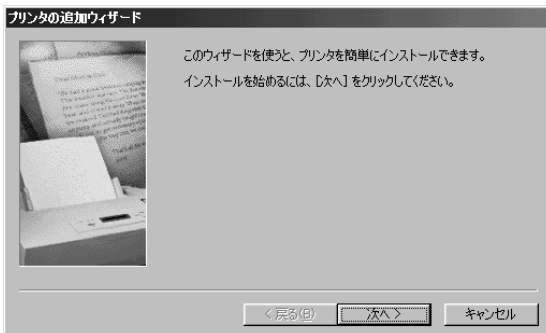 プリンタの追加ウィザード
このウィザードを使うと、プリンタを簡単にインストールできます。
インストールを始めるには、[次へ] をクリックしてください。
< 戻る(B)
次へ >
キャンセル